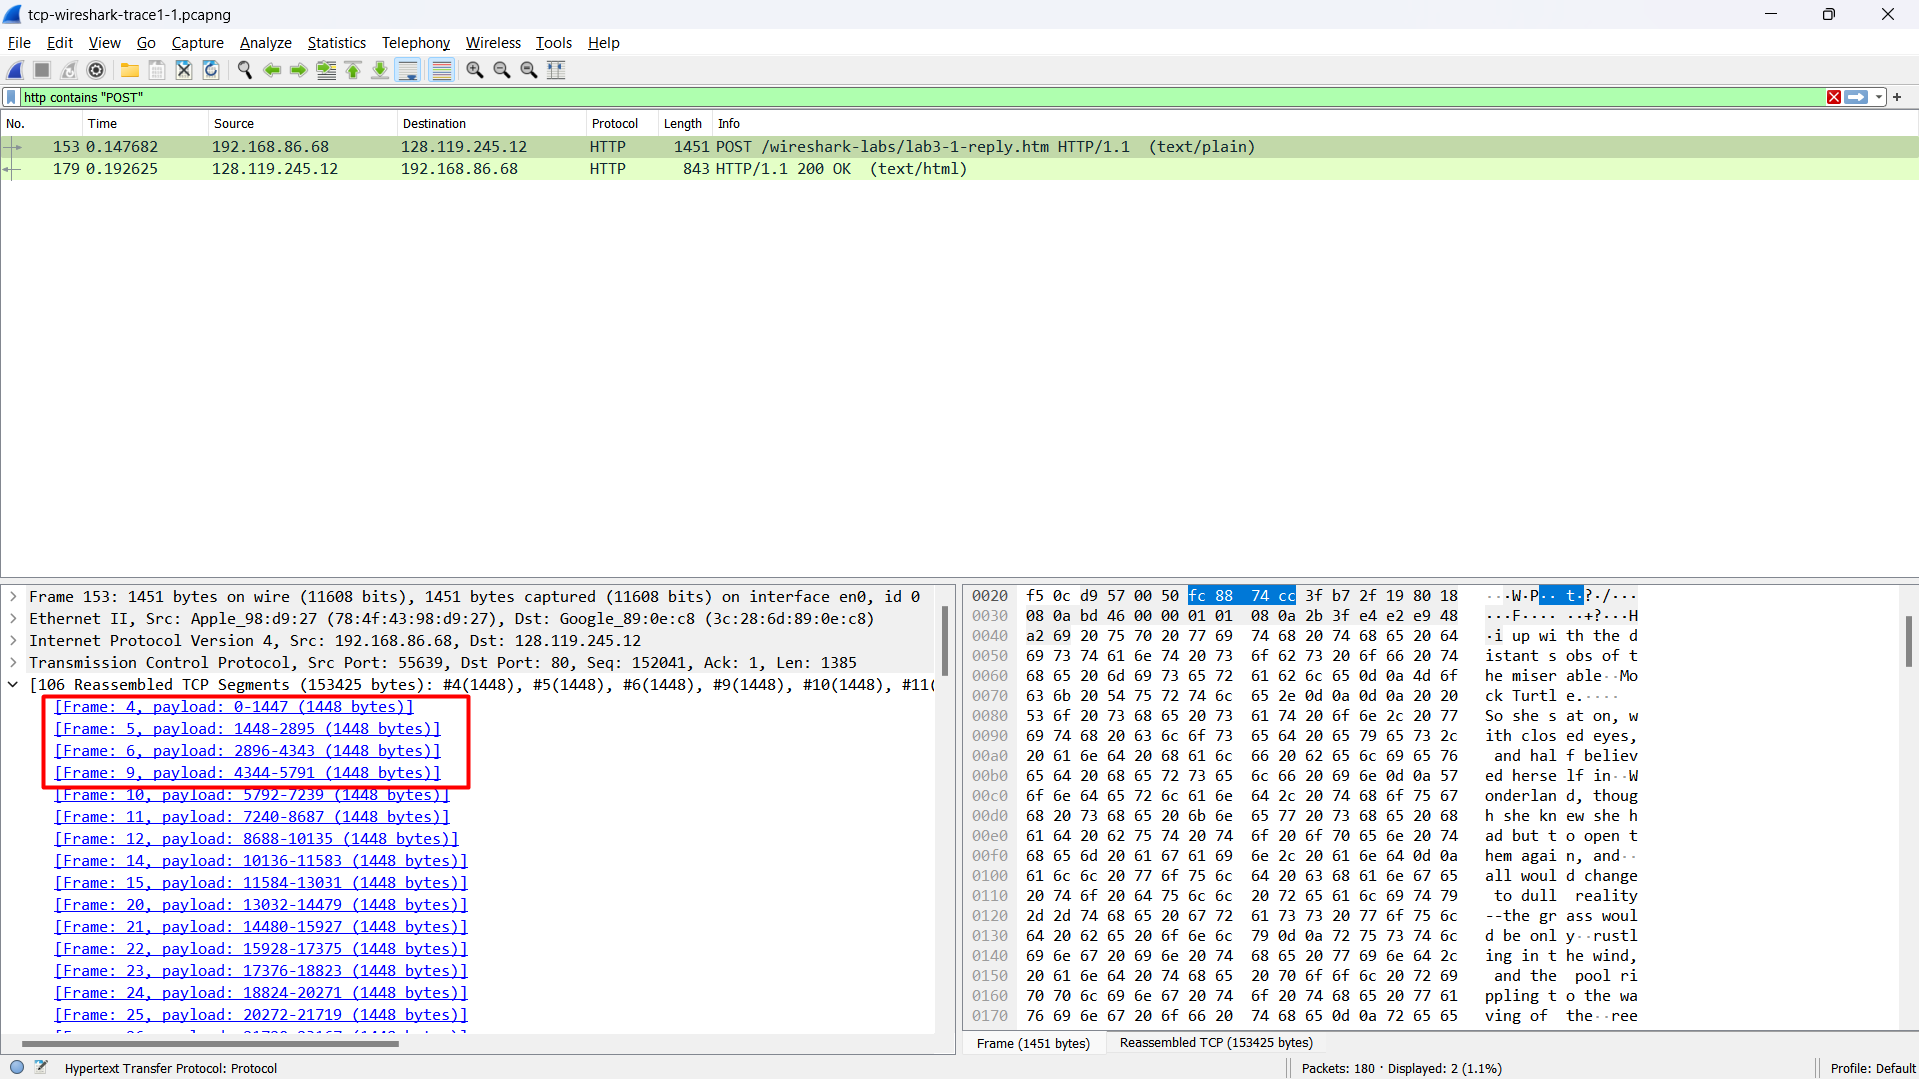 tcp-wireshark-trace1-1.pcapng
File Edit View Go Capture Analyze Statistics Telephony Wireless Tools Help
http contains "POST"
No. Time Source Destination Protocol Length Info
153 0.147682 192.168.86.68 128.119.245.12 HTTP 1451 POST /wireshark-labs/lab3-1-reply.htm HTTP/1.1 (text/plain)
179 0.192625 128.119.245.12 192.168.86.68 HTTP 843 HTTP/1.1 200 OK (text/html)
Frame 153: 1451 bytes on wire (11608 bits), 1451 bytes captured (11608 bits) on interface en0, id 0
Ethernet II, Src: Apple_98:d9:27 (78:4f:43:98:d9:27), Dst: Google_89:0e:c8 (3c:28:6d:89:0e:c8)
Internet Protocol Version 4, Src: 192.168.86.68, Dst: 128.119.245.12
Transmission Control Protocol, Src Port: 55639, Dst Port: 80, Seq: 152041, Ack: 1, Len: 1385
[106 Reassembled TCP Segments (153425 bytes): #4(1448), #5(1448), #6(1448), #9(1448), #10(1448), #11(
[Frame: 4, payload: 0-1447 (1448 bytes)]
[Frame: 5, payload: 1448-2895 (1448 bytes)]
[Frame: 6, payload: 2896-4343 (1448 bytes)]
[Frame: 9, payload: 4344-5791 (1448 bytes)]
[Frame: 10, payload: 5792-7239 (1448 bytes)]
[Frame: 11, payload: 7240-8687 (1448 bytes)]
[Frame: 12, payload: 8688-10135 (1448 bytes)]
[Frame: 14, payload: 10136-11583 (1448 bytes)]
[Frame: 15, payload: 11584-13031 (1448 bytes)]
[Frame: 20, payload: 13032-14479 (1448 bytes)]
[Frame: 21, payload: 14480-15927 (1448 bytes)]
[Frame: 22, payload: 15928-17375 (1448 bytes)]
[Frame: 23, payload: 17376-18823 (1448 bytes)]
[Frame: 24, payload: 18824-20271 (1448 bytes)]
[Frame: 25, payload: 20272-21719 (1448 bytes)]
0020 f5 0c d9 57 00 50 fc 88 74 cc 3f b7 2f 19 80 18 ···W·P·· t·?·/···
0030 08 0a bd 46 00 00 01 01 08 0a 2b 3f e4 e2 e9 48 ···F···· ··+?···H
0040 a2 69 20 75 70 20 77 69 74 68 20 74 68 65 20 64 ·i up wi th the d
0050 69 73 74 61 6e 74 20 73 6f 62 73 20 6f 66 20 74 istant s obs of t
0060 68 65 20 6d 69 73 65 72 61 62 6c 65 0d 0a 4d 6f he miser able··Mo
0070 63 6b 20 54 75 72 74 6c 65 2e 0d 0a 0d 0a 20 20 ck Turtl e.····
0080 53 6f 20 73 68 65 20 73 61 74 20 6f 6e 2c 20 77 So she s at on, w
0090 69 74 68 20 63 6c 6f 73 65 64 20 65 79 65 73 2c ith clos ed eyes,
00a0 20 61 6e 64 20 68 61 6c 66 20 62 65 6c 69 65 76 and hal f believ
00b0 65 64 20 68 65 72 73 65 6c 66 20 69 6e 0d 0a 57 ed herse lf in··W
00c0 6f 6e 64 65 72 6c 61 6e 64 2c 20 74 68 6f 75 67 onderlan d, thoug
00d0 68 20 73 68 65 20 6b 6e 65 77 20 73 68 65 20 68 h she kn ew she h
00e0 61 64 20 62 75 74 20 74 6f 20 6f 70 65 6e 20 74 ad but t o open t
00f0 68 65 6d 20 61 67 61 69 6e 2c 20 61 6e 64 0d 0a hem agai n, and··
0100 61 6c 6c 20 77 6f 75 6c 64 20 63 68 61 6e 67 65 all woul d change
0110 20 74 6f 20 64 75 6c 6c 20 72 65 61 6c 69 74 79 to dull reality
0120 2d 2d 74 68 65 20 67 72 61 73 73 20 77 6f 75 6c --the gr ass woul
0130 64 20 62 65 20 6f 6e 6c 79 0d 0a 72 75 73 74 6c d be onl y··rustl
0140 69 6e 67 20 69 6e 20 74 68 65 20 77 69 6e 64 2c ing in t he wind,
0150 20 61 6e 64 20 74 68 65 20 70 6f 6f 6c 20 72 69 and the pool ri
0160 70 70 6c 69 6e 67 20 74 6f 20 74 68 65 20 77 61 ppling t o the wa
0170 76 69 6e 67 20 6f 66 20 74 68 65 0d 0a 72 65 65 ving of the··ree
Frame (1451 bytes) Reassembled TCP (153425 bytes)
Hypertext Transfer Protocol: Protocol Packets: 180 · Displayed: 2 (1.1%) Profile: Default